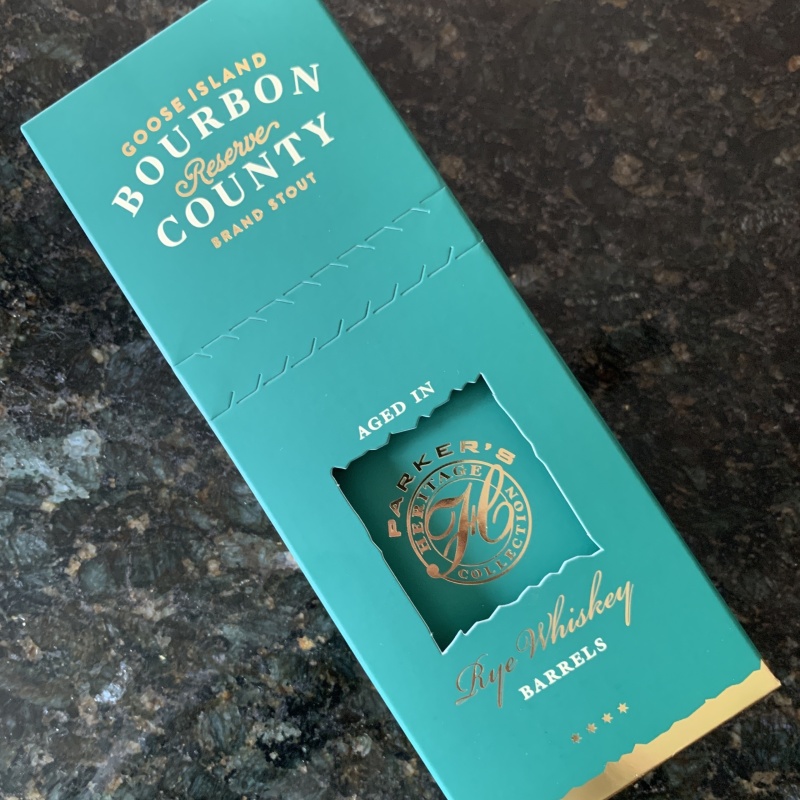 GOOSE ISLAND
BOURBON
Reserve
COUNTY
BRAND STOUT
AGED IN
PARKER'S
HERITAGE
H
COLLECTION
Rye Whiskey
BARRELS